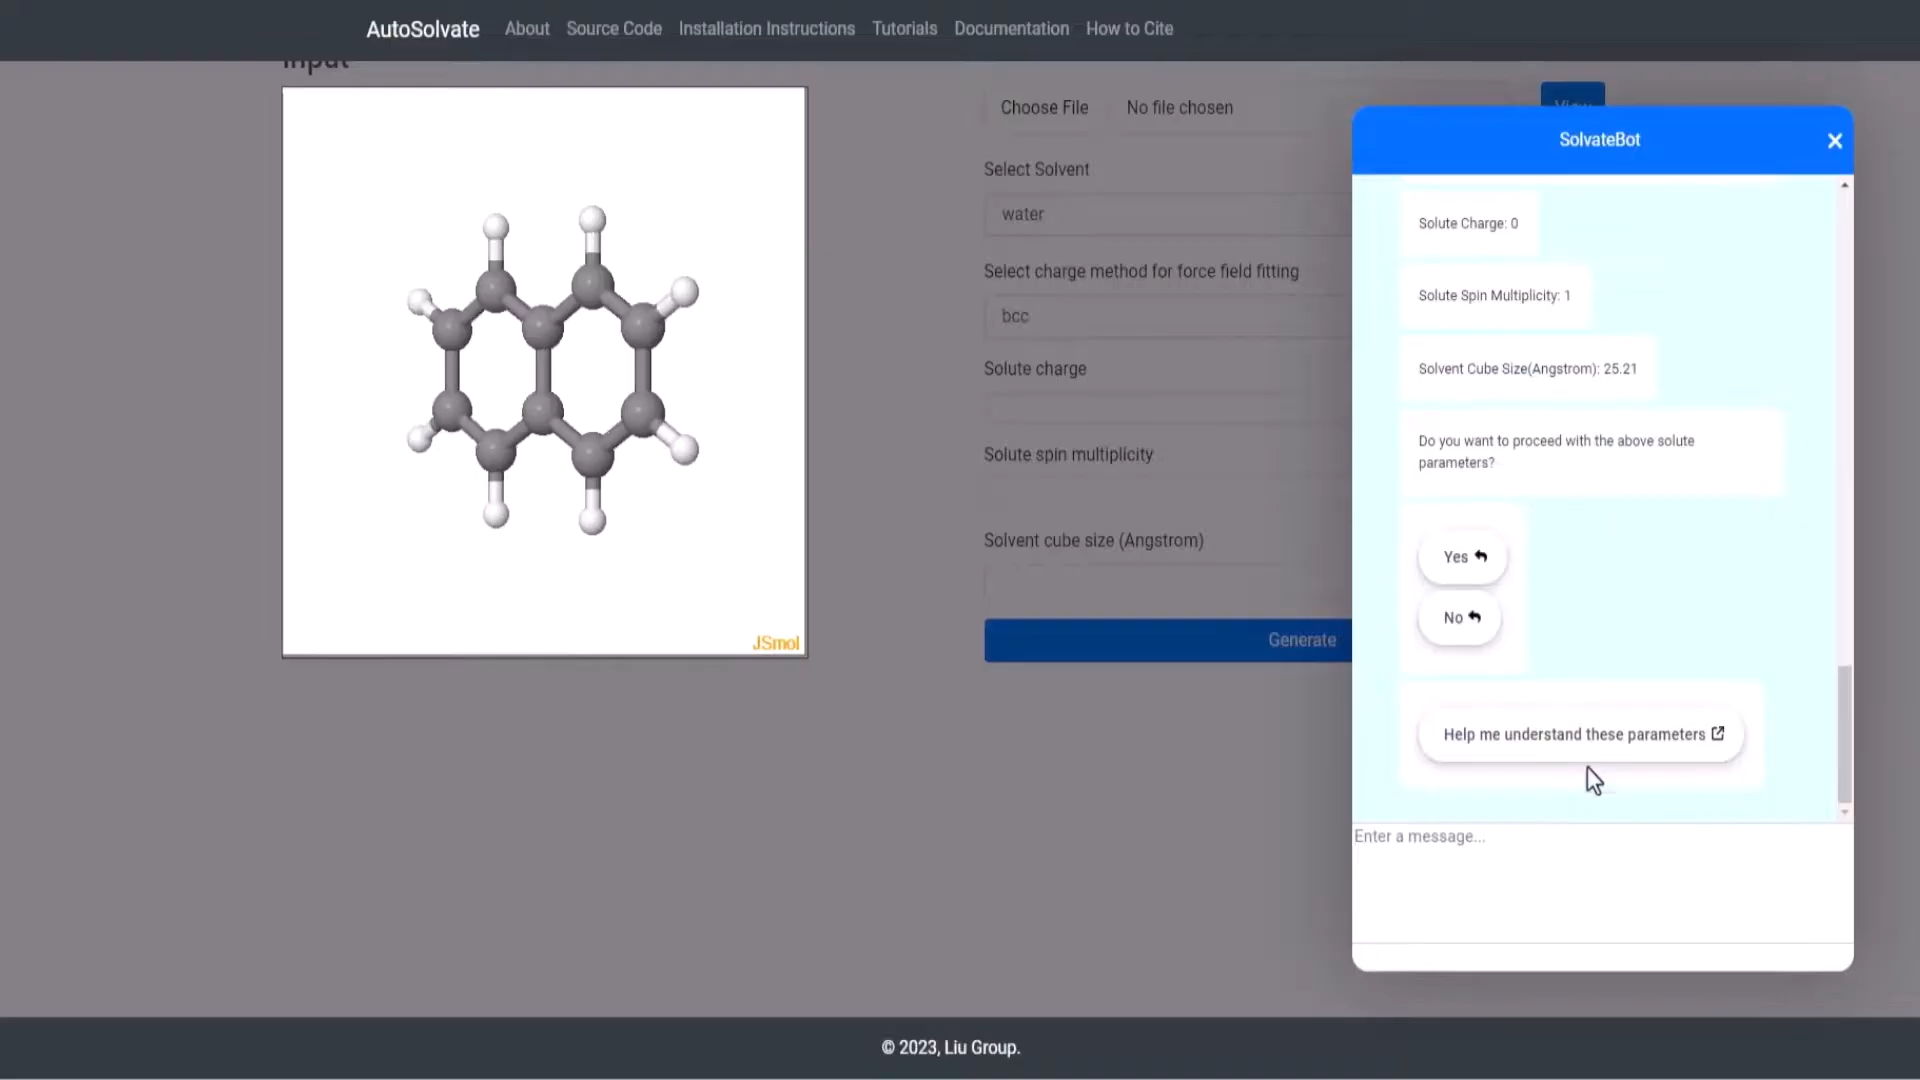 AutoSolvate About Source Code Installation Instructions Tutorials Documentation How to Cite
Input
Choose File No file chosen
View
Select Solvent
water
Select charge method for force field fitting
bcc
Solute charge
Solute spin multiplicity
Solvent cube size (Angstrom)
Generate
JSmol
SolvateBot
Solute Charge: 0
Solute Spin Multiplicity: 1
Solvent Cube Size(Angstrom): 25.21
Do you want to proceed with the above solute
parameters?
Yes
No
Help me understand these parameters
Enter a message...
© 2023, Liu Group.